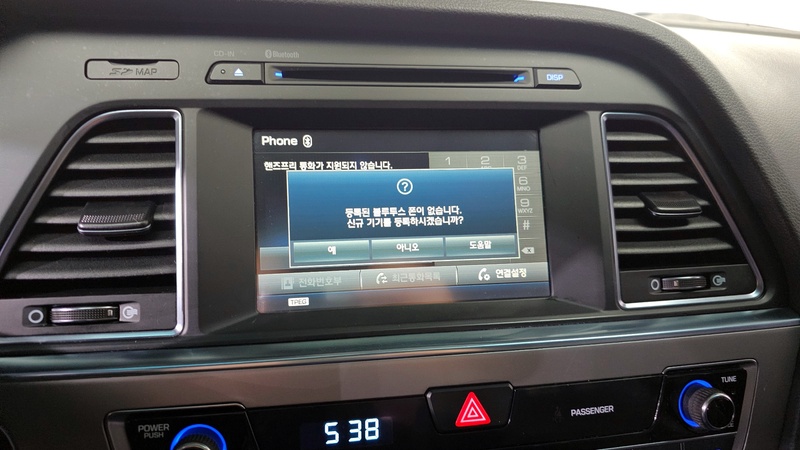 CD IN
Bluetooth
MAP
DISP
Phone
핸즈프리 통화가 지원되지 않습니다.
1
2
3
DEF
6
MNO
9
WXYZ
#
?
등록된 블루투스 폰이 없습니다.
신규 기기를 등록하시겠습니까?
예
아니오
도움말
전화번호부
최근통화목록
연결설정
TPEG
POWER
PUSH
5 38
PASSENGER
TUNE